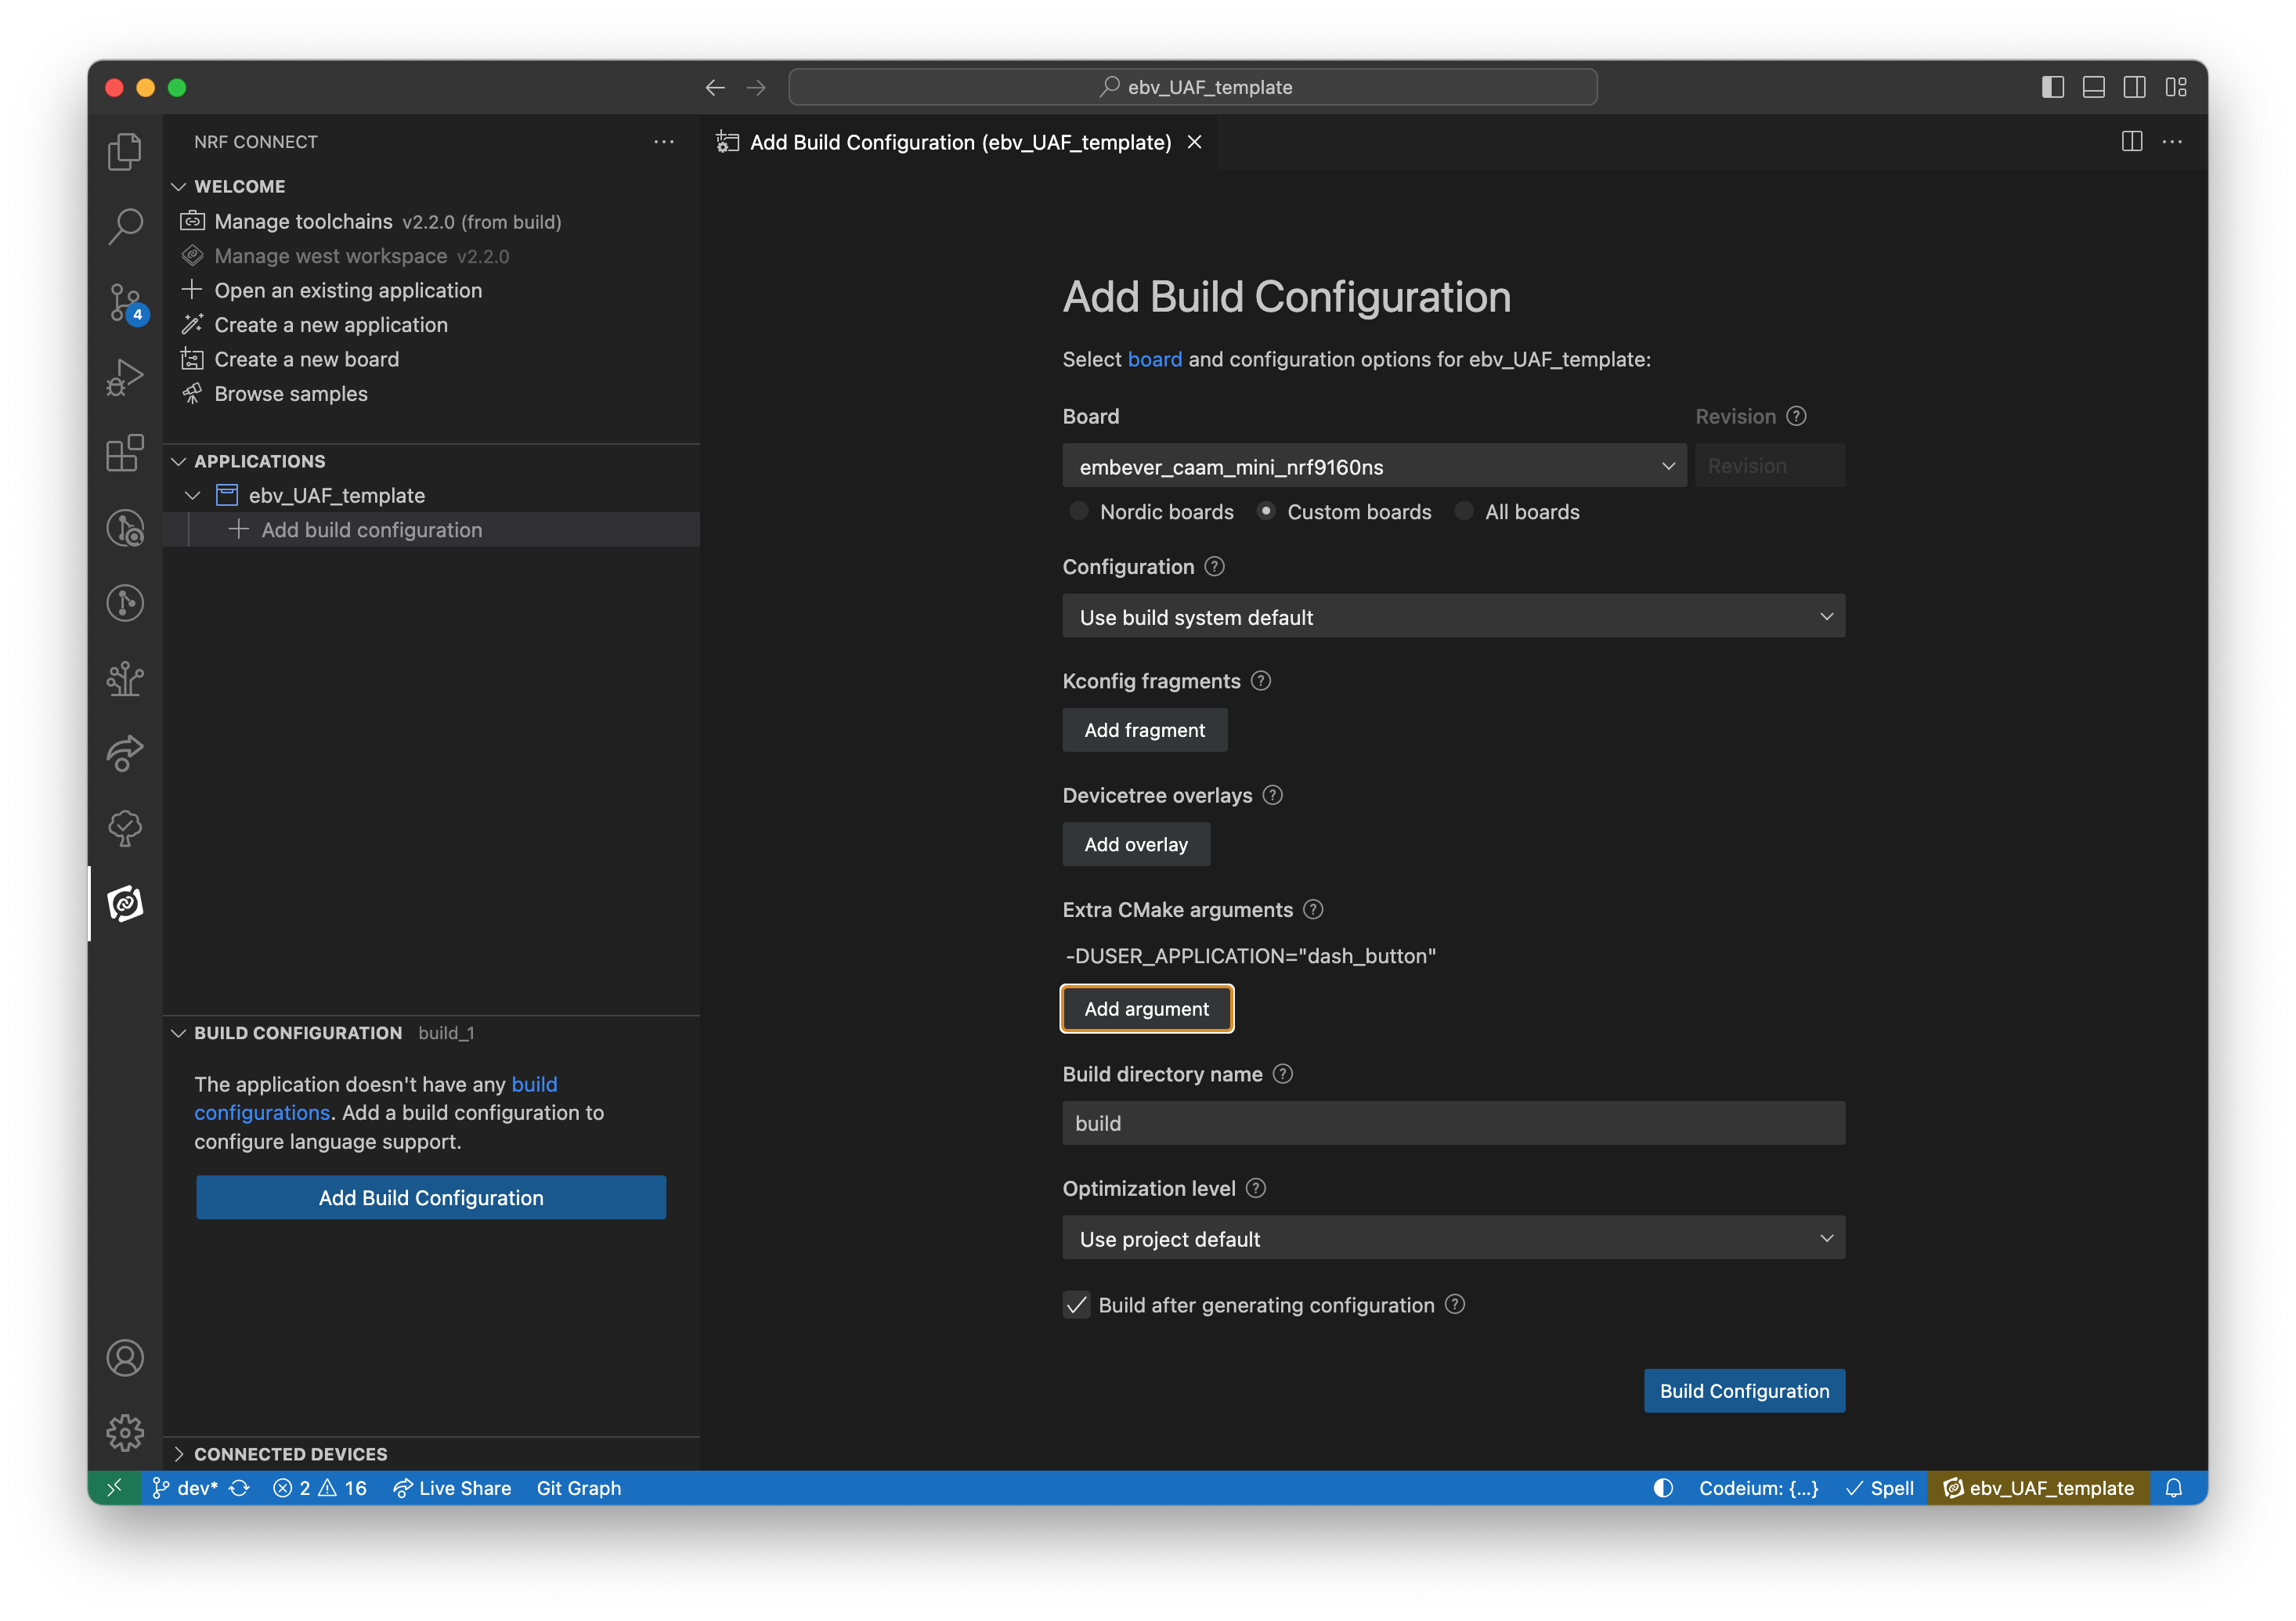 ebv_UAF_template
NRF CONNECT
WELCOME
Manage toolchains v2.2.0 (from build)
Manage west workspace v2.2.0
Open an existing application
Create a new application
Create a new board
Browse samples
APPLICATIONS
ebv_UAF_template
Add build configuration
BUILD CONFIGURATION build_1
The application doesn't have any build
configurations. Add a build configuration to
configure language support.
Add Build Configuration
CONNECTED DEVICES
4
Add Build Configuration (ebv_UAF_template)
Add Build Configuration
Select board and configuration options for ebv_UAF_template:
Board
Revision
embever_caam_mini_nrf9160ns
Revision
Nordic boards Custom boards All boards
Configuration
Use build system default
Kconfig fragments
Add fragment
Devicetree overlays
Add overlay
Extra CMake arguments
-DUSER_APPLICATION="dash_button"
Add argument
Build directory name
build
Optimization level
Use project default
Build after generating configuration
Build Configuration
dev* 2 16 Live Share Git Graph Codeium: {...} Spell ebv_UAF_template